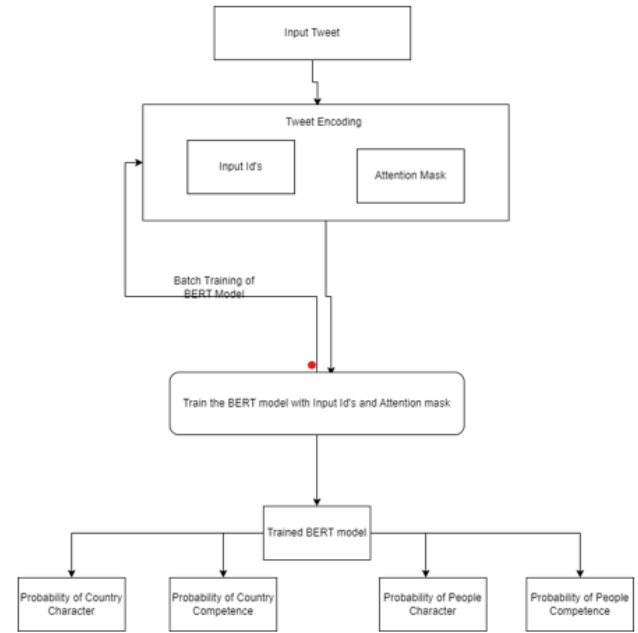 Input Tweet
Tweet Encoding
Input Id's
Attention Mask
Batch Training of
BERT Model
Train the BERT model with Input Id's and Attention mask
Trained BERT model
Probability of Country
Character
Probability of Country
Competence
Probability of People
Character
Probability of People
Competence